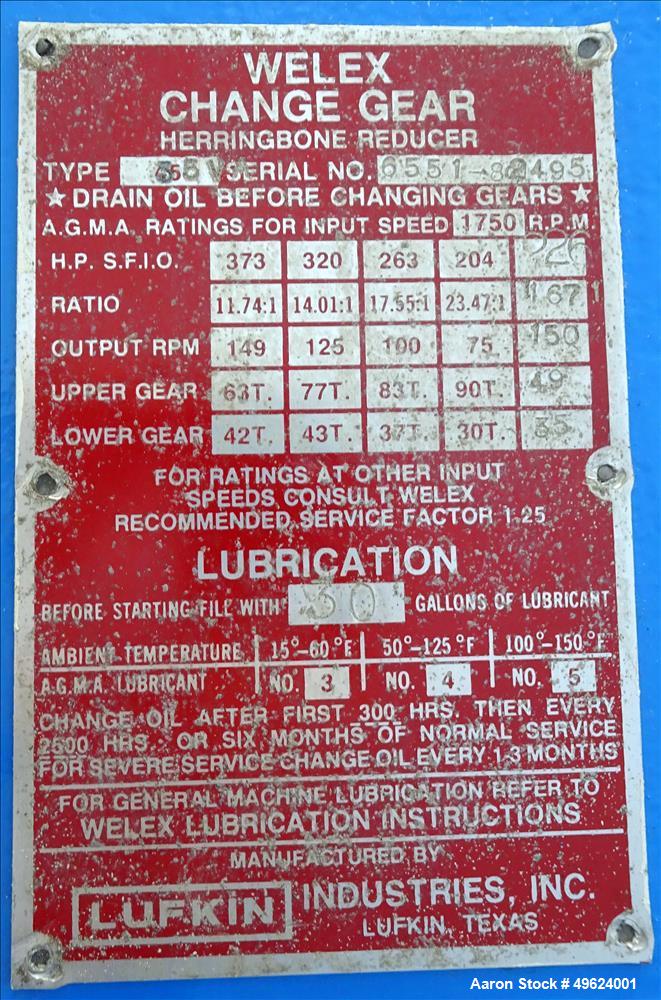 WELEX
CHANGE GEAR
HERRINGBONE REDUCER
TYPE SERIAL NO.
★ DRAIN OIL BEFORE CHANGING GEARS ★
A.G.M.A. RATINGS FOR INPUT SPEED 1750 R.P.M
H.P. S.F.I.O. 373 320 263 204 226
RATIO 11.74:1 14.01:1 17.55:1 23.47:1
OUTPUT RPM 149 125 100 75 150
UPPER GEAR 63T. 77T. 83T. 90T. 49
LOWER GEAR 42T. 43T. 37T. 30T. 35
FOR RATINGS AT OTHER INPUT
SPEEDS CONSULT WELEX
RECOMMENDED SERVICE FACTOR 1.25
LUBRICATION
BEFORE STARTING FILL WITH 30 GALLONS OF LUBRICANT
AMBIENT TEMPERATURE 15°-60°F 50°-125°F 100°-150°F
A.G.M.A. LUBRICANT NO. 3 NO. 4 NO. 5
CHANGE OIL AFTER FIRST 300 HRS. THEN EVERY
2500 HRS. OR SIX MONTHS OF NORMAL SERVICE
FOR SEVERE SERVICE CHANGE OIL EVERY 1-3 MONTHS
FOR GENERAL MACHINE LUBRICATION REFER TO
WELEX LUBRICATION INSTRUCTIONS
MANUFACTURED BY
LUFKIN INDUSTRIES, INC.
LUFKIN, TEXAS
Aaron Stock # 49624001